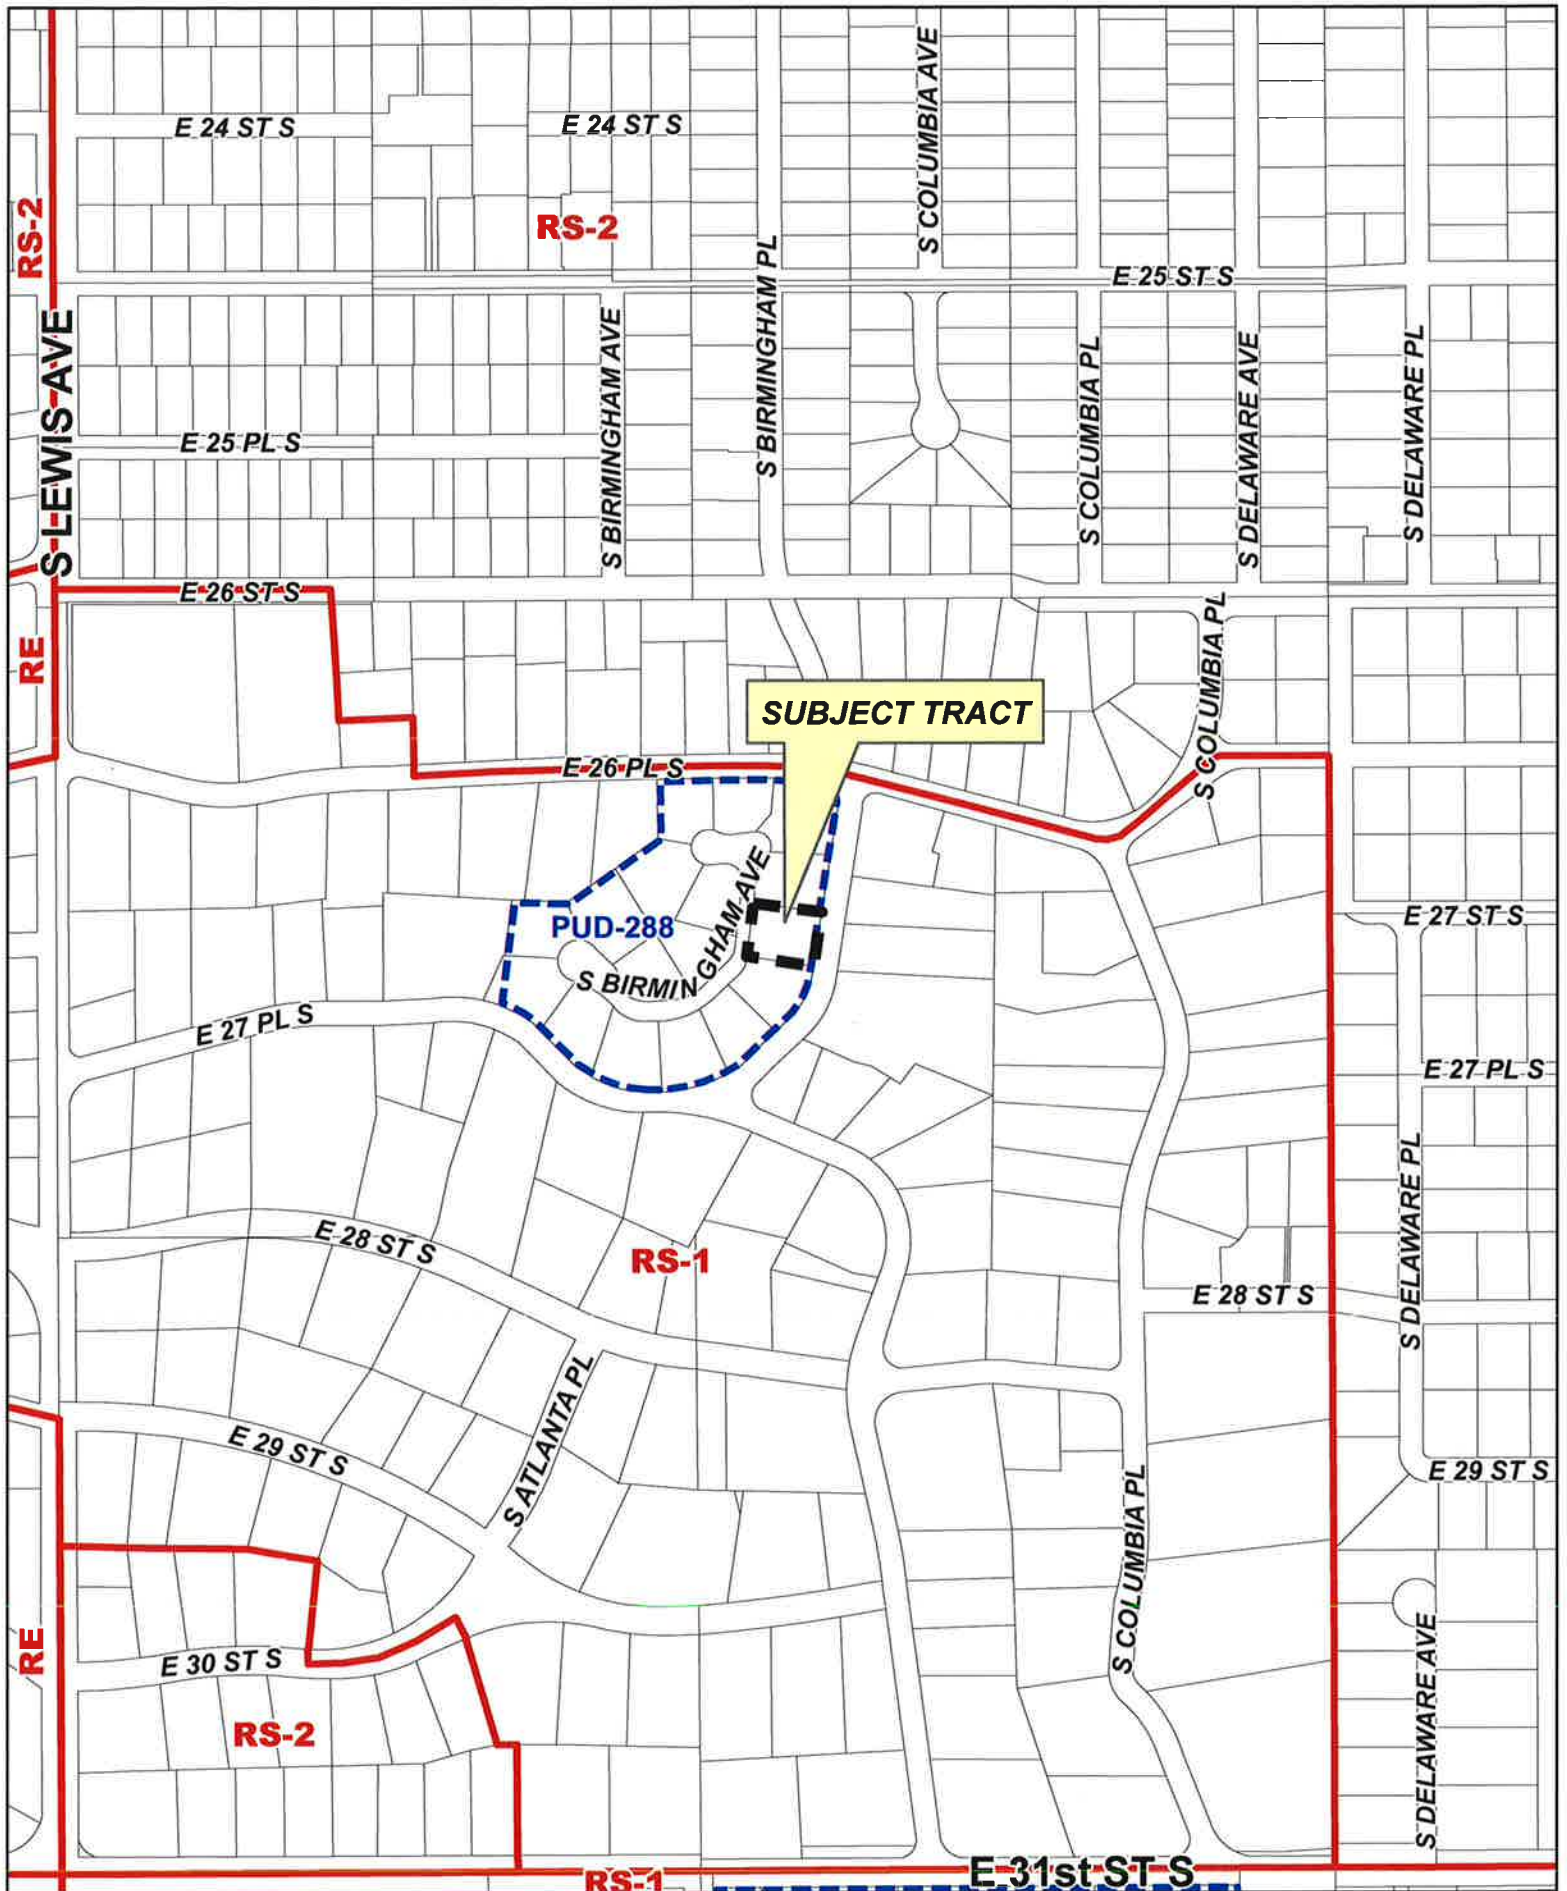 E 24 ST S
E 24 ST S
S COLUMBIA AVE
RS-2
RS-2
E 25 ST S
S BIRMINGHAM PL
S LEWIS AVE
S BIRMINGHAM AVE
S COLUMBIA PL
S DELAWARE AVE
S DELAWARE PL
E 25 PL S
E 26 ST S
RE
S COLUMBIA PL
SUBJECT TRACT
E 26 PL S
PUD-288
S BIRMINGHAM AVE
E 27 ST S
E 27 PL S
E 27 PL S
S DELAWARE PL
E 28 ST S
RS-1
E 28 ST S
S ATLANTA PL
E 29 ST S
E 29 ST S
S COLUMBIA PL
RE
E 30 ST S
S DELAWARE AVE
RS-2
E 31st ST S
RS-1